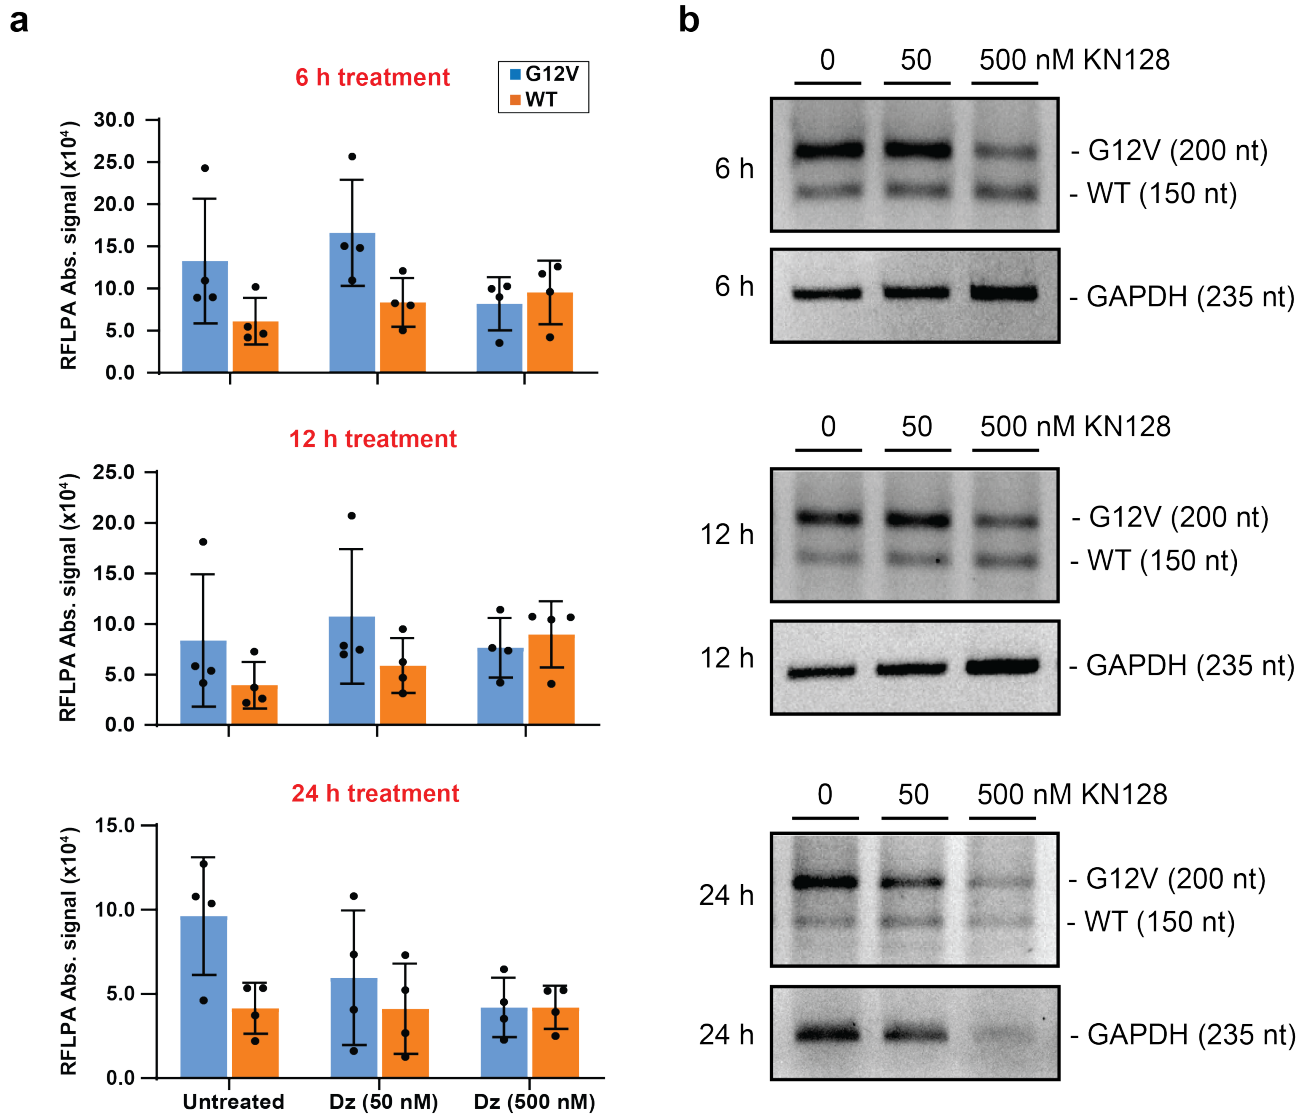 a
6 h treatment
G12V
WT
RFLPA Abs. signal (x10⁴)
30.0
25.0
20.0
15.0
10.0
5.0
0.0
12 h treatment
RFLPA Abs. signal (x10⁴)
25.0
20.0
15.0
10.0
5.0
0.0
24 h treatment
RFLPA Abs. signal (x10⁴)
15.0
10.0
5.0
0.0
Untreated Dz (50 nM) Dz (500 nM)
b
0 50 500 nM KN128
6 h
- G12V (200 nt)
- WT (150 nt)
6 h
- GAPDH (235 nt)
0 50 500 nM KN128
12 h
- G12V (200 nt)
- WT (150 nt)
12 h
- GAPDH (235 nt)
0 50 500 nM KN128
24 h
- G12V (200 nt)
- WT (150 nt)
24 h
- GAPDH (235 nt)